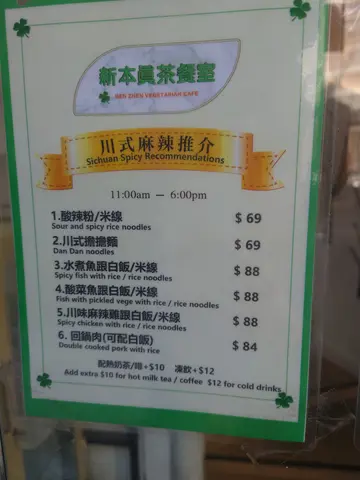 新本真茶餐室
BEN ZHEN VEGETARIAN CAFE
川式麻辣推介
Sichuan Spicy Recommendations
11:00am — 6:00pm
1.酸辣粉/米線 $ 69
Sour and spicy rice noodles
2.川式擔擔麵 $ 69
Dan Dan noodles
3.水煮魚跟白飯/米線 $ 88
Spicy fish with rice / rice noodles
4.酸菜魚跟白飯/米線 $ 88
Fish with pickled vege with rice / rice noodles
5.川味麻辣雞跟白飯/米線 $ 88
Spicy chicken with rice / rice noodles
6. 回鍋肉(可配白飯) $ 84
Double cooked pork with rice
配熱奶茶/啡+$10 凍飲+$12
Add extra $10 for hot milk tea / coffee $12 for cold drinks